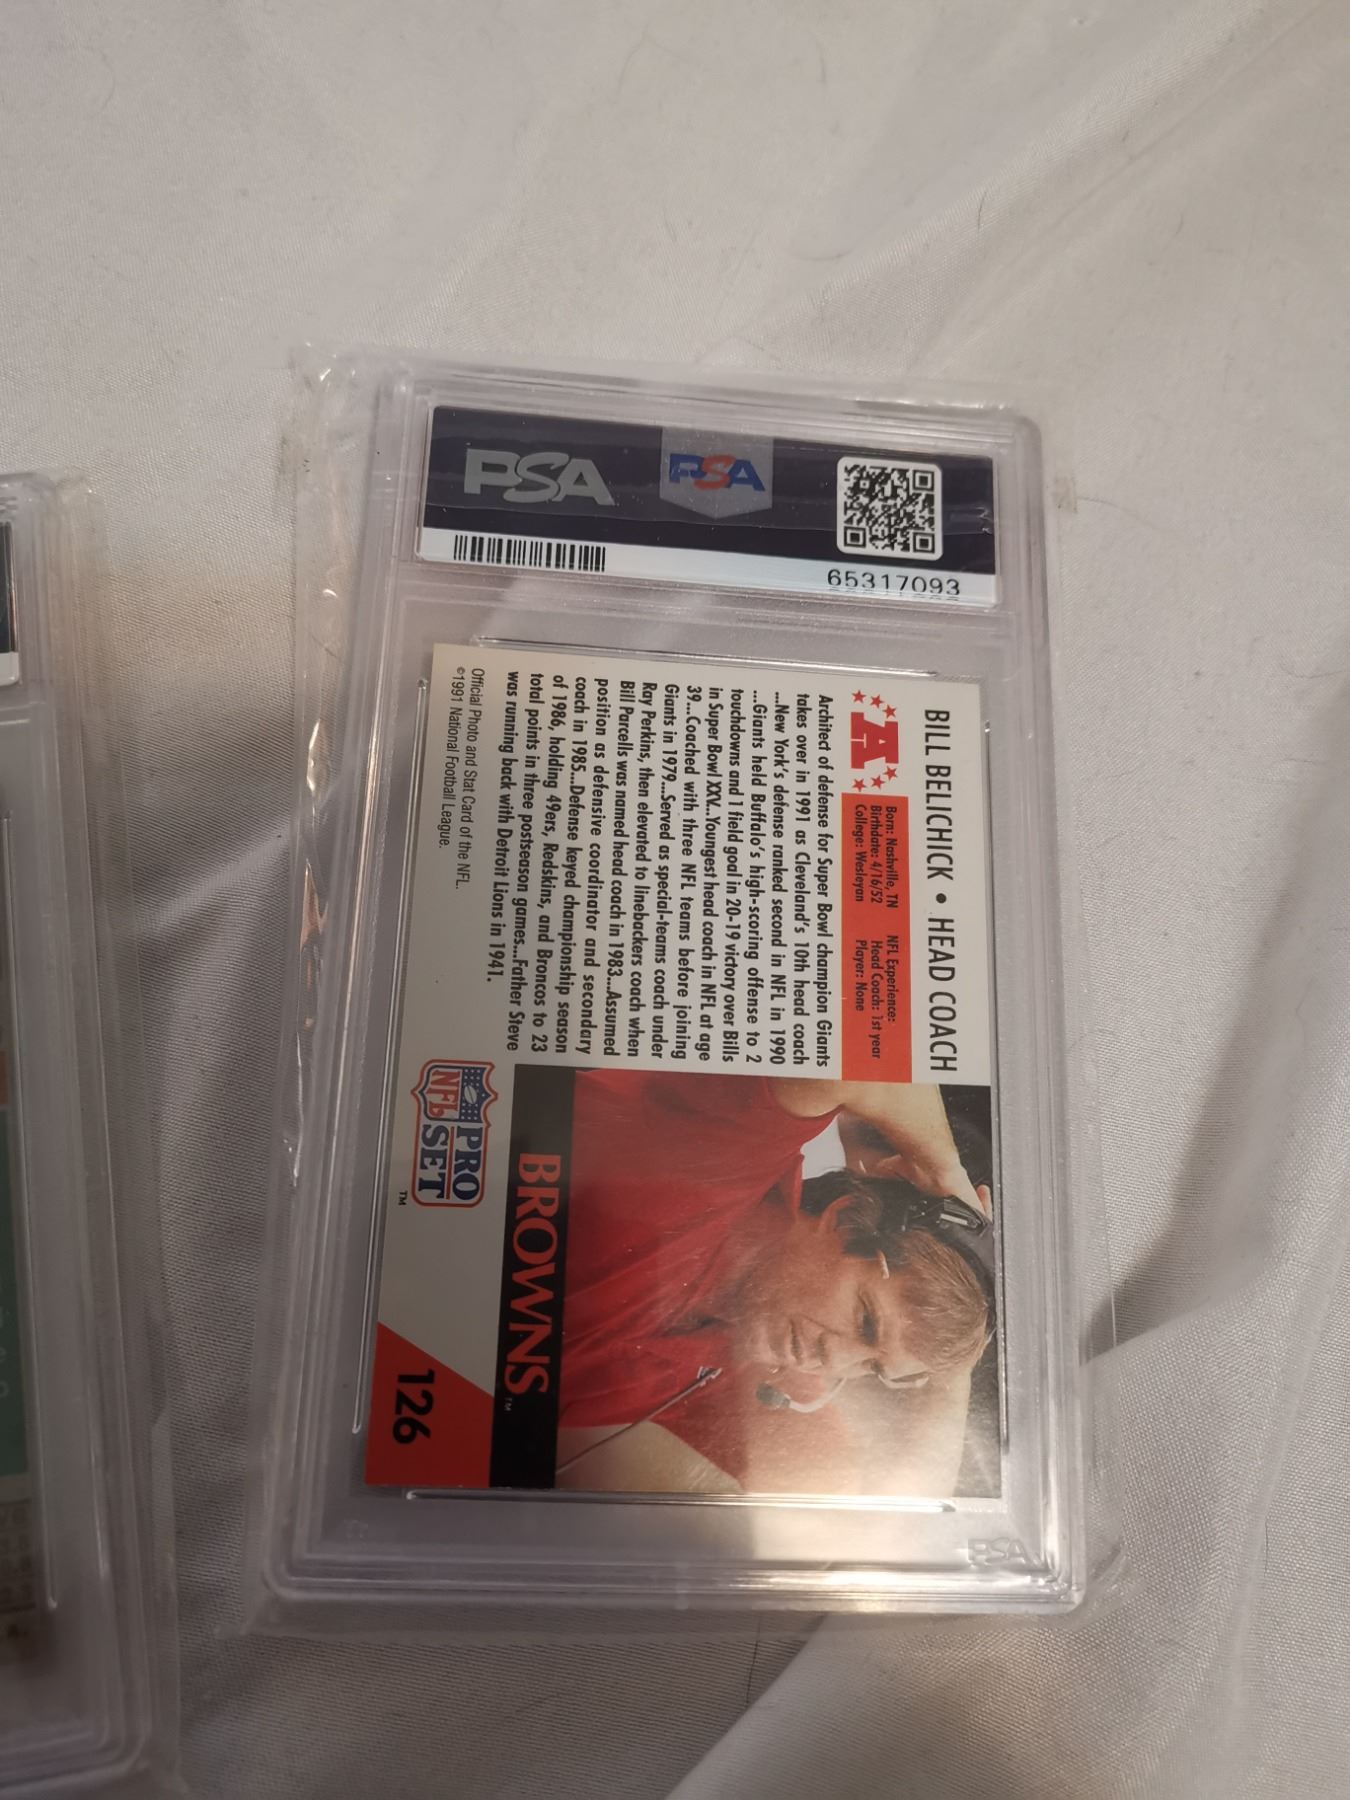 PSA
PSA
65317093
BILL BELICHICK • HEAD COACH
A
Born: Nashville, TN
Birthdate: 4/16/52
College: Wesleyan
NFL Experience:
Head Coach: 1st year
Player: None
Architect of defense for Super Bowl champion Giants
takes over in 1991 as Cleveland's 10th head coach
...New York's defense ranked second in NFL in 1990
...Giants held Buffalo's high-scoring offense to 2
touchdowns and 1 field goal in 20-19 victory over Bills
in Super Bowl XXV...Youngest head coach in NFL at age
39...Coached with three NFL teams before joining
Giants in 1979...Served as special-teams coach under
Ray Perkins, then elevated to linebackers coach when
Bill Parcells was named head coach in 1983...Assumed
position as defensive coordinator and secondary
coach in 1985...Defense keyed championship season
of 1986, holding 49ers, Redskins, and Broncos to 23
total points in three postseason games...Father Steve
was running back with Detroit Lions in 1941.
Official Photo and Stat Card of the NFL.
©1991 National Football League.
NFL PRO SET ™
BROWNS™
126
PSA